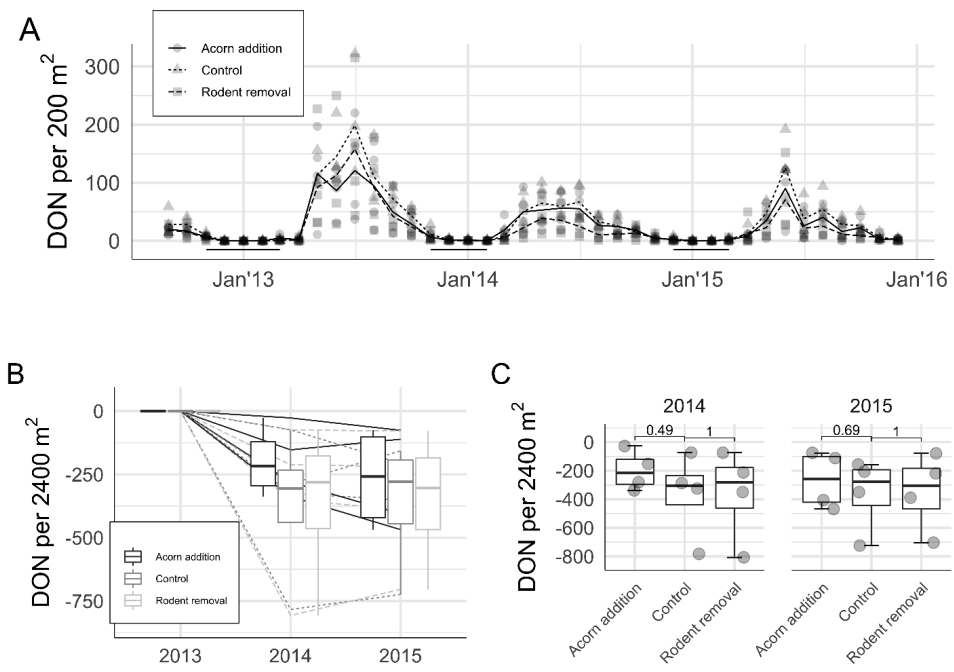 A
Acorn addition
Control
Rodent removal
DON per 200 m²
300
200
100
0
Jan'13
Jan'14
Jan'15
Jan'16
B
DON per 2400 m²
0
-250
-500
-750
Acorn addition
Control
Rodent removal
2013
2014
2015
C
DON per 2400 m²
2014
2015
0
-200
-400
-600
-800
0.49
1
0.69
1
Acorn addition
Control
Rodent removal
Acorn addition
Control
Rodent removal